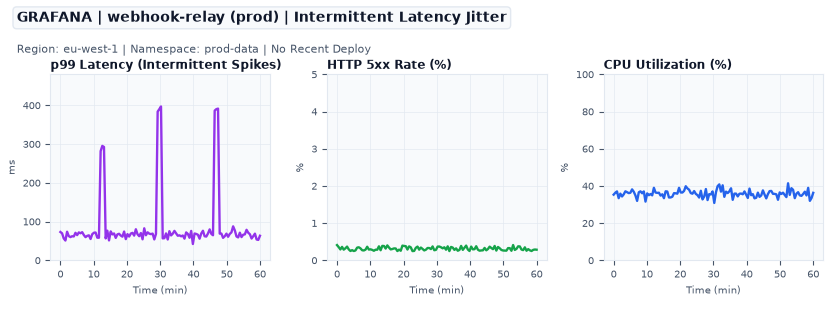 GRAFANA | webhook-relay (prod) | Intermittent Latency Jitter
Region: eu-west-1 | Namespace: prod-data | No Recent Deploy
p99 Latency (Intermittent Spikes)
ms
400
300
200
100
0
0 10 20 30 40 50 60
Time (min)
HTTP 5xx Rate (%)
%
5
4
3
2
1
0
0 10 20 30 40 50 60
Time (min)
CPU Utilization (%)
%
100
80
60
40
20
0
0 10 20 30 40 50 60
Time (min)